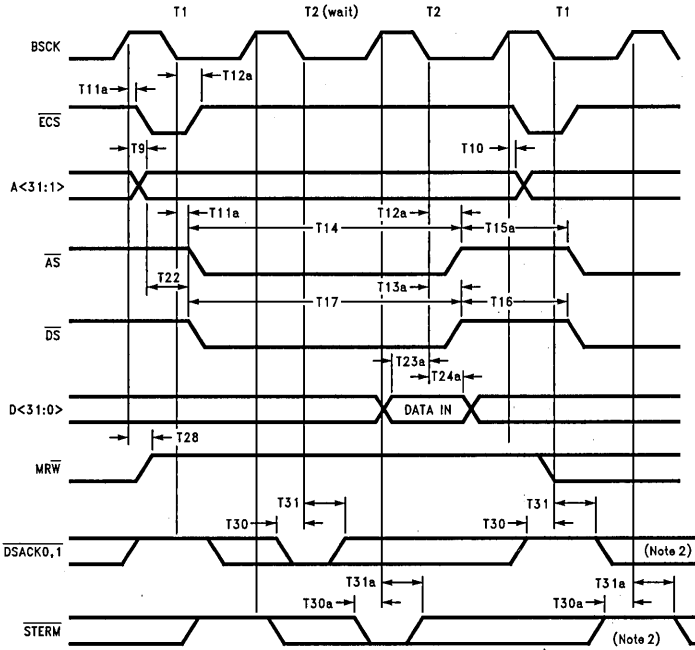 T1 T2 (wait) T2 T1
BSCK
T11a T12a
ECS
T9 T10
A<31:1>
T11a T14 T12a T15a
AS
T22 T17 T13a T16
DS
T23a
T24a
D<31:0> DATA IN
T28
MRW
T31 T31
T30 T30
DSACK0,1 (Note 2)
T31a T31a
T30a T30a
STERM (Note 2)